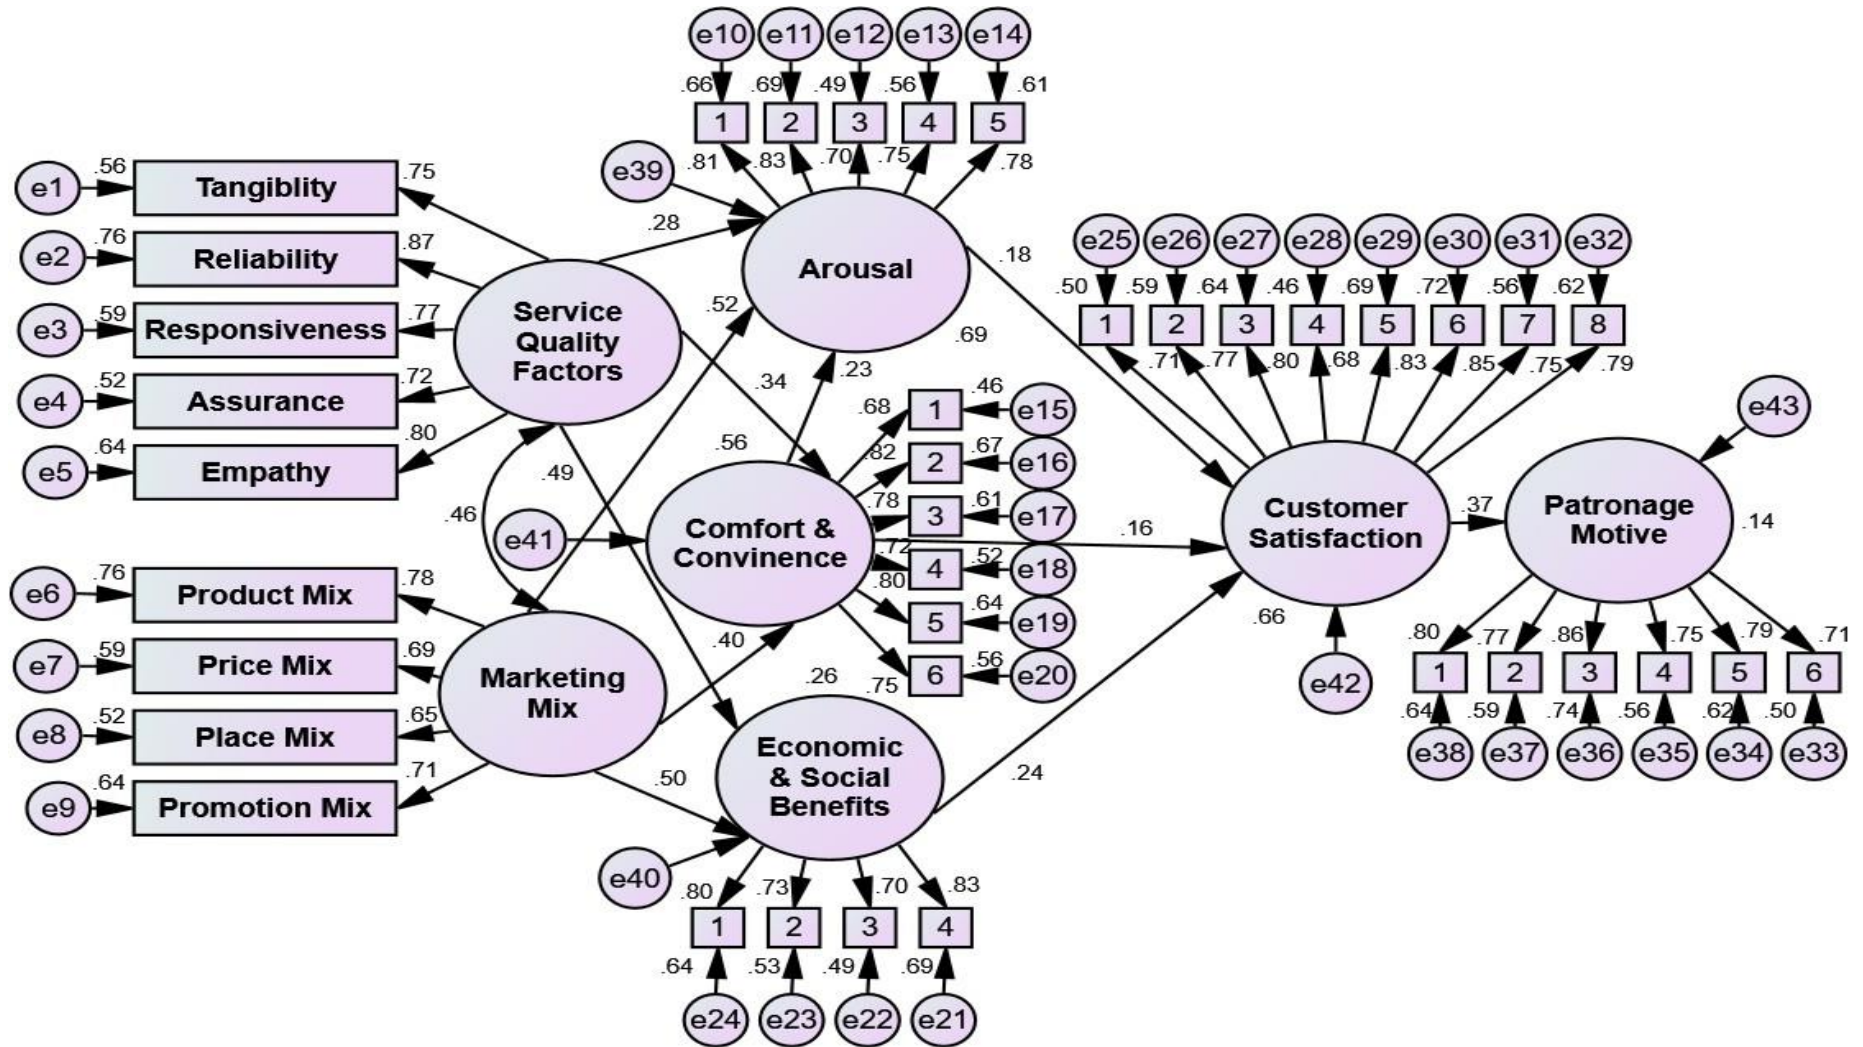 e10 e11 e12 e13 e14
.66 .69 .49 .56 .61
1 2 3 4 5
.81 .83 .70 .75 .78
e39
.28
Arousal
.18
.52
.69
.23
e1 .56 Tangiblity .75
e2 .76 Reliability .87
e3 .59 Responsiveness .77
e4 .52 Assurance .72
e5 .64 Empathy .80
Service
Quality
Factors
.34
.49
.46
e6 .76 Product Mix .78
e7 .59 Price Mix .69
e8 .52 Place Mix .65
e9 .64 Promotion Mix .71
Marketing
Mix
.40
.50
e41
.56
Comfort &
Convinence
.16
.68 1 .46 e15
.82 2 .67 e16
.78 3 .61 e17
.72 4 .52 e18
.80 5 .64 e19
.75 6 .56 e20
.26
Economic
& Social
Benefits
.24
e40
.80 .73 .70 .83
1 2 3 4
.64 .53 .49 .69
e24 e23 e22 e21
e25 e26 e27 e28 e29 e30 e31 e32
.50 .59 .64 .46 .69 .72 .56 .62
1 2 3 4 5 6 7 8
.71 .77 .80 .68 .83 .85 .75 .79
Customer
Satisfaction
.66
e42
.37
e43
Patronage
Motive
.14
.80 .77 .86 .75 .79 .71
1 2 3 4 5 6
.64 .59 .74 .56 .62 .50
e38 e37 e36 e35 e34 e33